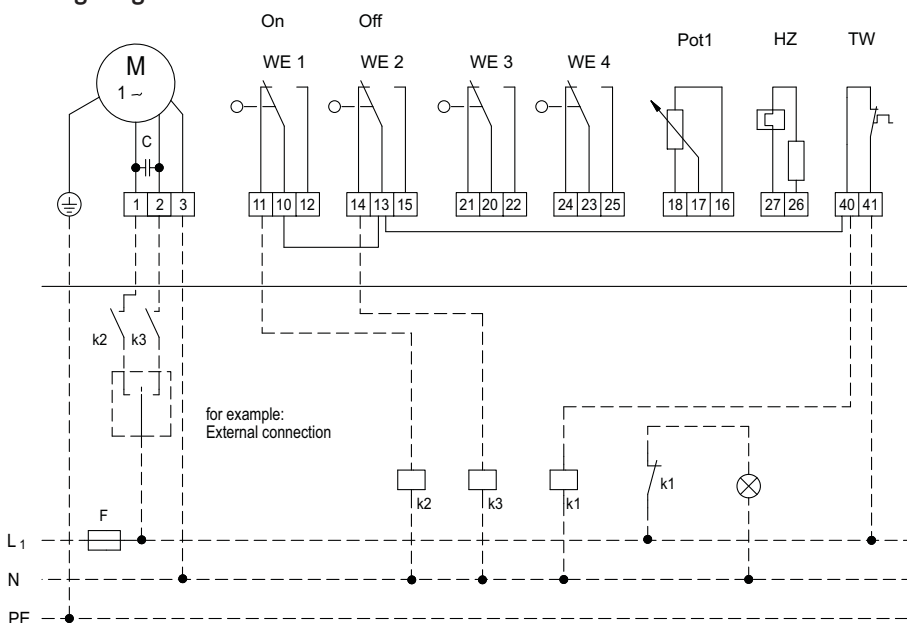 On Off
Pot1 HZ TW
M WE 1 WE 2 WE 3 WE 4
1 ~
C
1 2 3 11 10 12 14 13 15 21 20 22 24 23 25 18 17 16 27 26 40 41
k2 k3
for example:
External connection
k1
k2 k3 k1
F
L1
N
PE